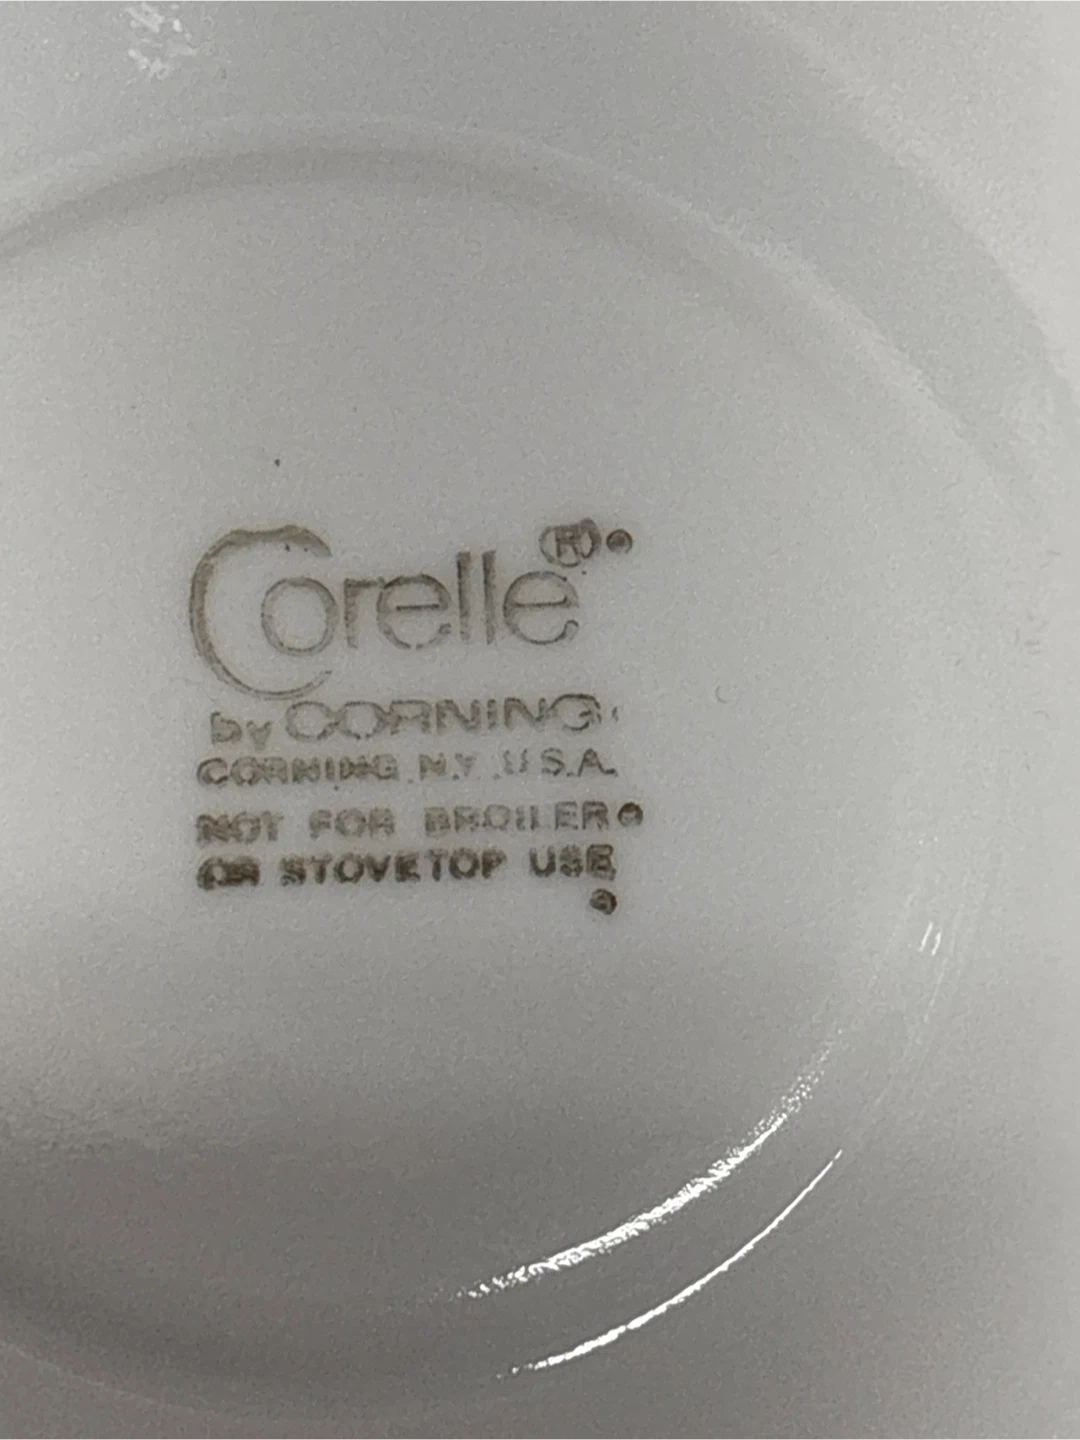 Corelle®
by CORNING
CORNING. N.Y. U.S.A.
NOT FOR BROILER
OR STOVETOP USE